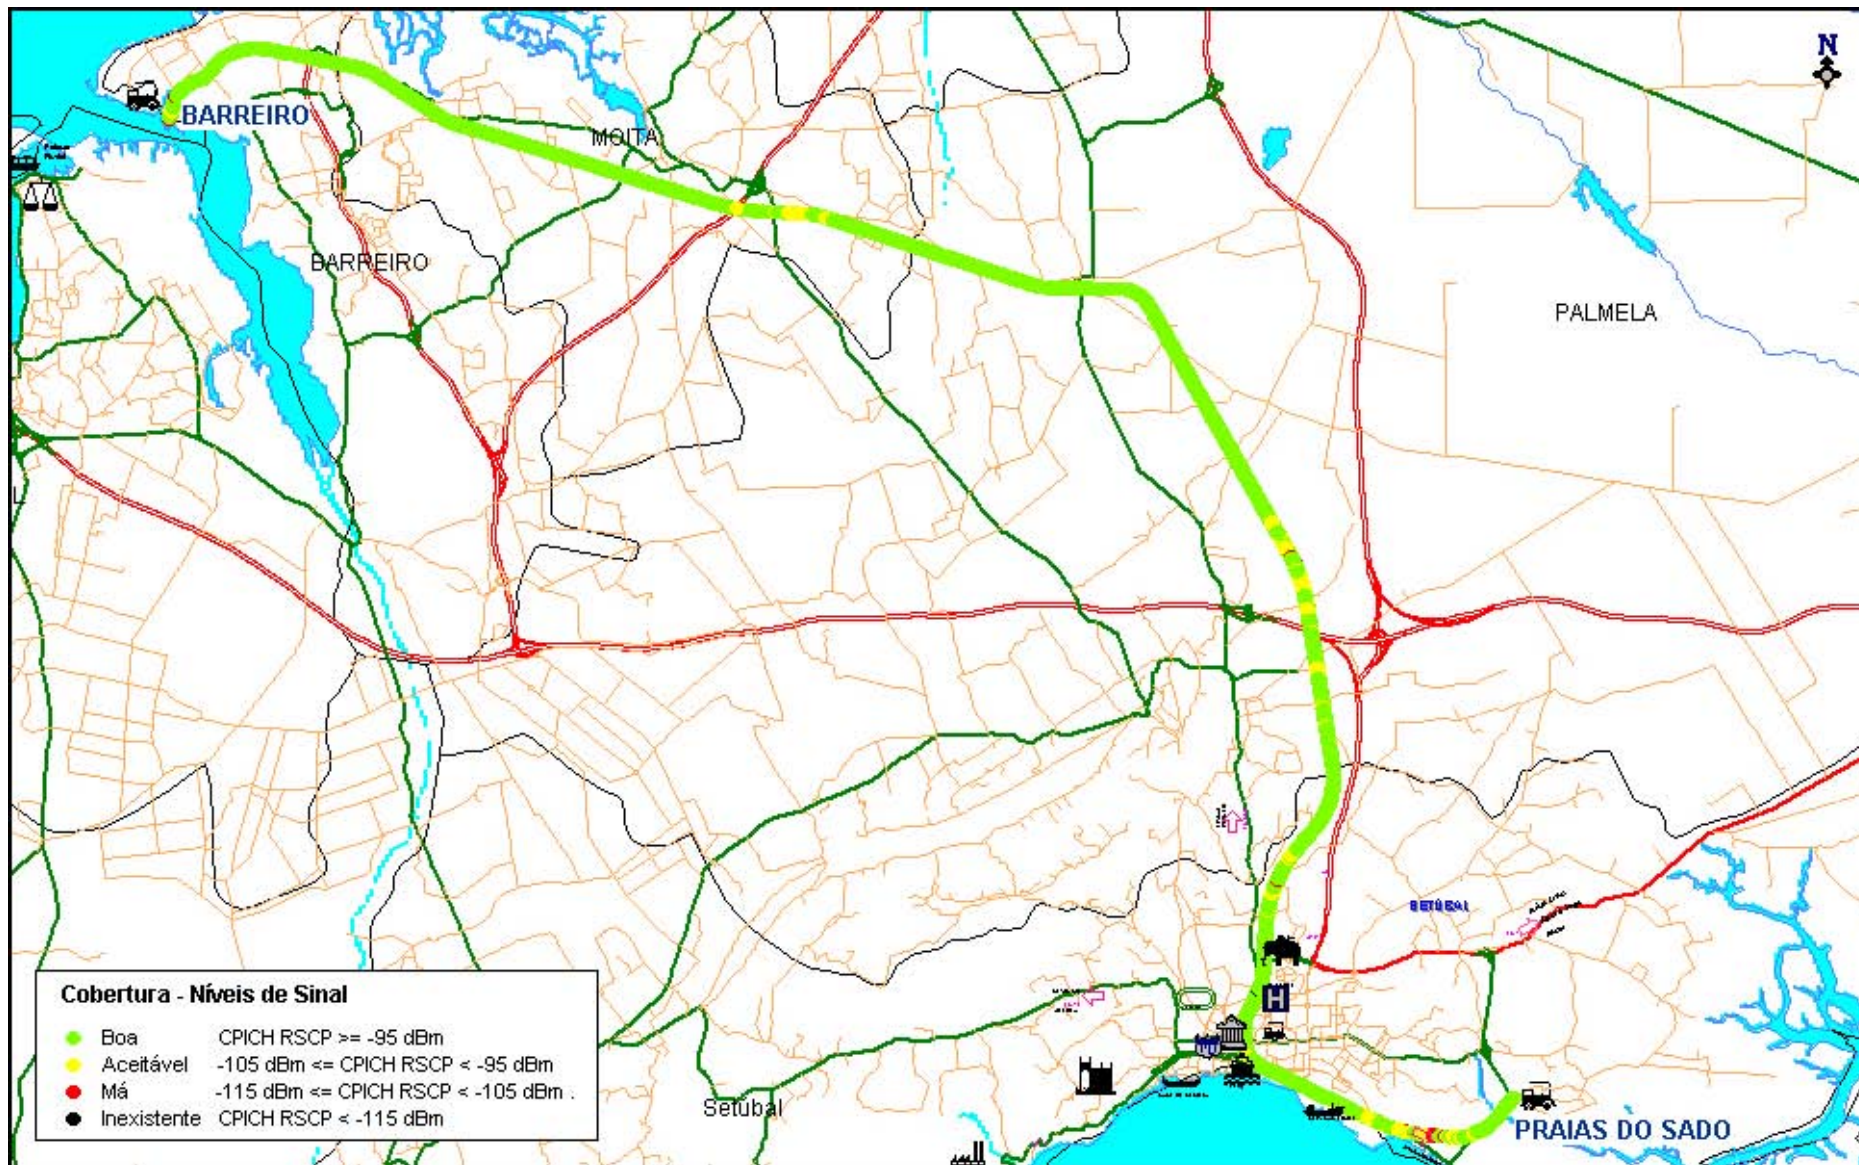 N
BARREIRO
MOITA
BARREIRO
PALMELA
L
SETÚBAL
H
Setúbal
PRAIAS DO SADO
Cobertura - Níveis de Sinal
Boa CPICH RSCP >= -95 dBm
Aceitável -105 dBm <= CPICH RSCP < -95 dBm
Má -115 dBm <= CPICH RSCP < -105 dBm .
Inexistente CPICH RSCP < -115 dBm